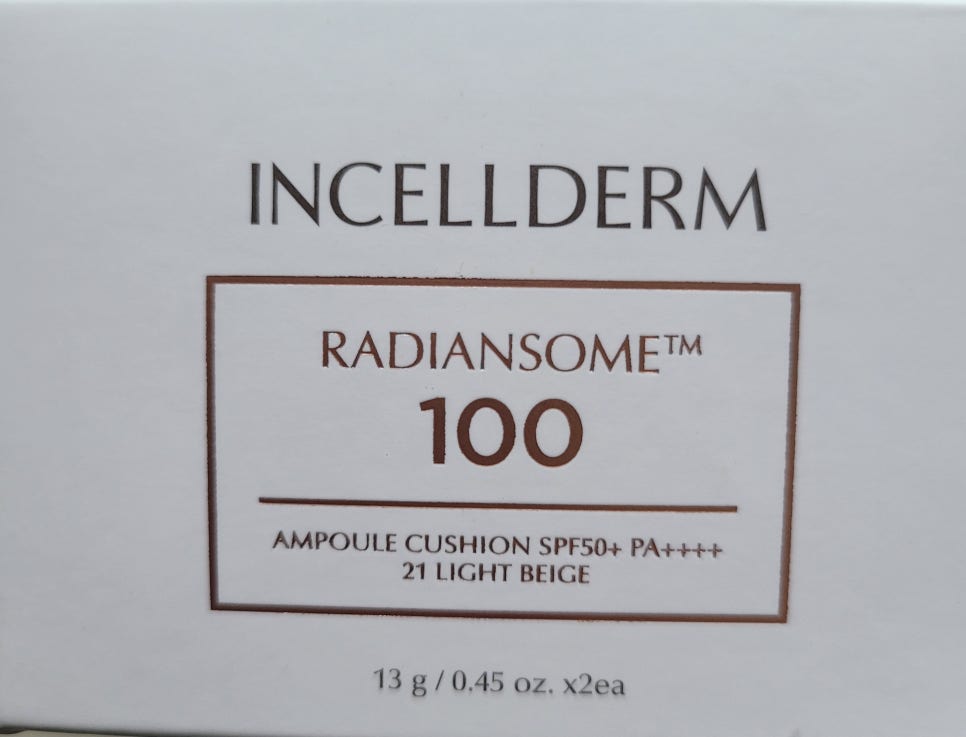 INCELLDERM
RADIANSOME™
100
AMPOULE CUSHION SPF50+ PA++++
21 LIGHT BEIGE
13 g / 0.45 oz. x2ea